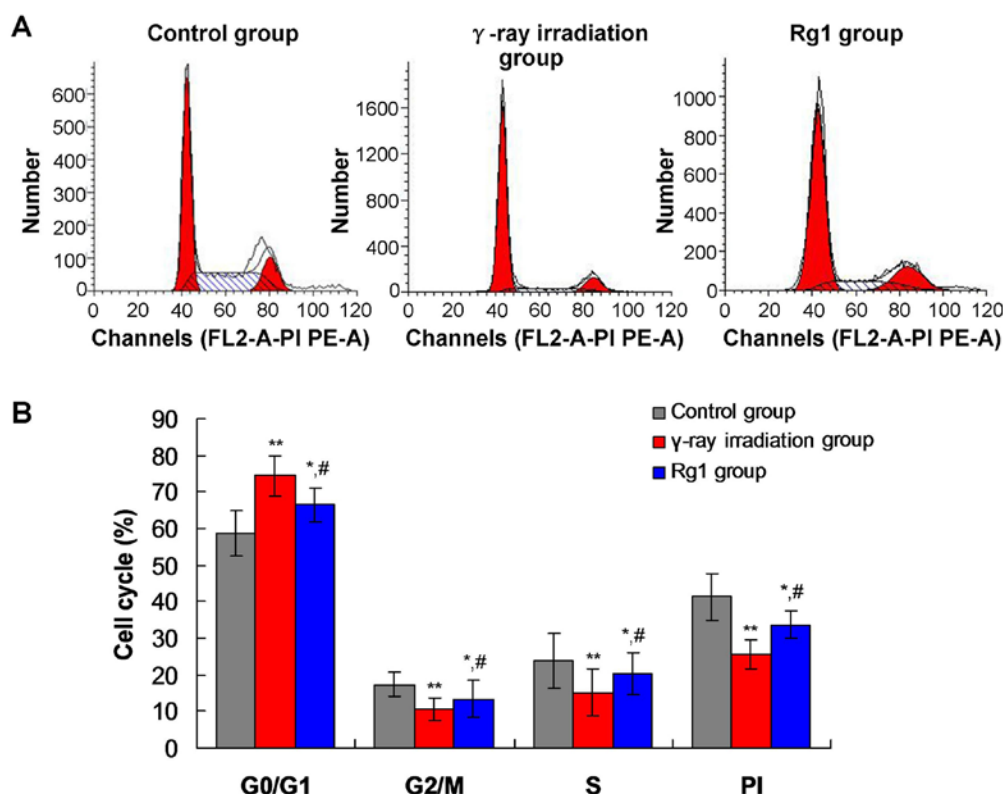 A
Control group
γ-ray irradiation
group
Rg1 group
Number
600
500
400
300
200
100
0
0 20 40 60 80 100 120
Channels (FL2-A-PI PE-A)
Number
1600
1200
800
400
0
0 20 40 60 80 100 120
Channels (FL2-A-PI PE-A)
Number
1000
800
600
400
200
0
0 20 40 60 80 100 120
Channels (FL2-A-PI PE-A)
B
Control group
γ-ray irradiation group
Rg1 group
Cell cycle (%)
90
80
70
60
50
40
30
20
10
0
** *,#
** *,#
** *,#
** *,#
G0/G1 G2/M S PI